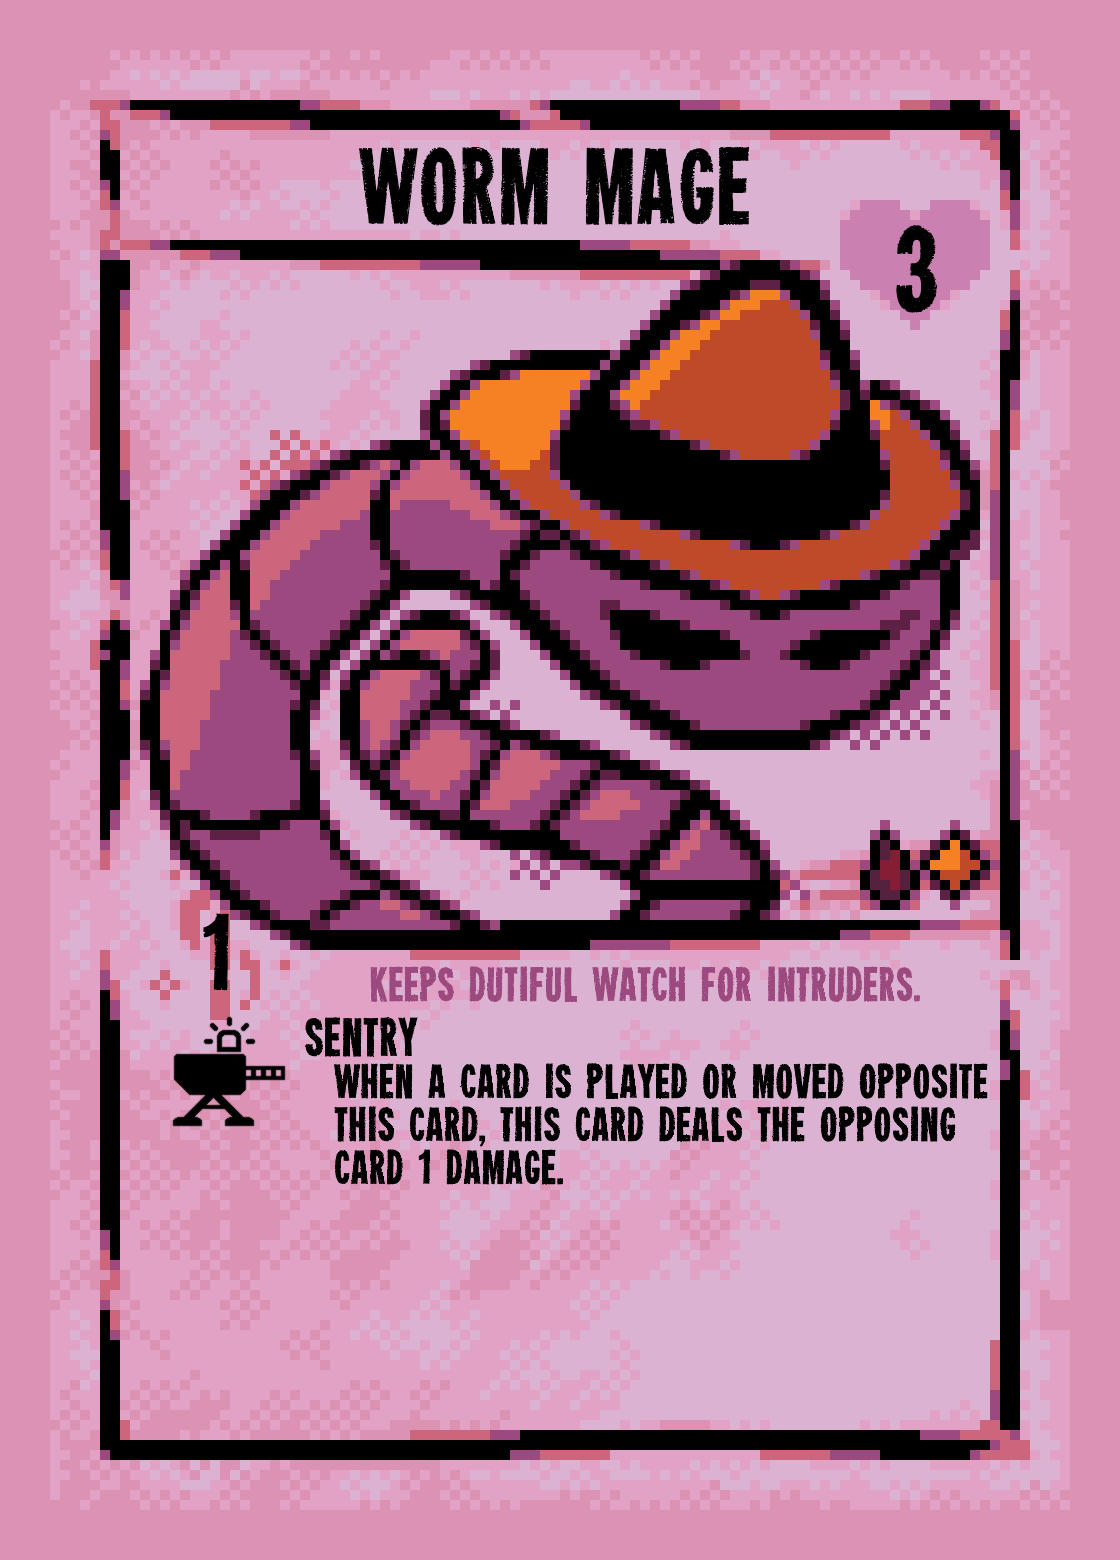 WORM MAGE
3
1
KEEPS DUTIFUL WATCH FOR INTRUDERS.
SENTRY
WHEN A CARD IS PLAYED OR MOVED OPPOSITE
THIS CARD, THIS CARD DEALS THE OPPOSING
CARD 1 DAMAGE.